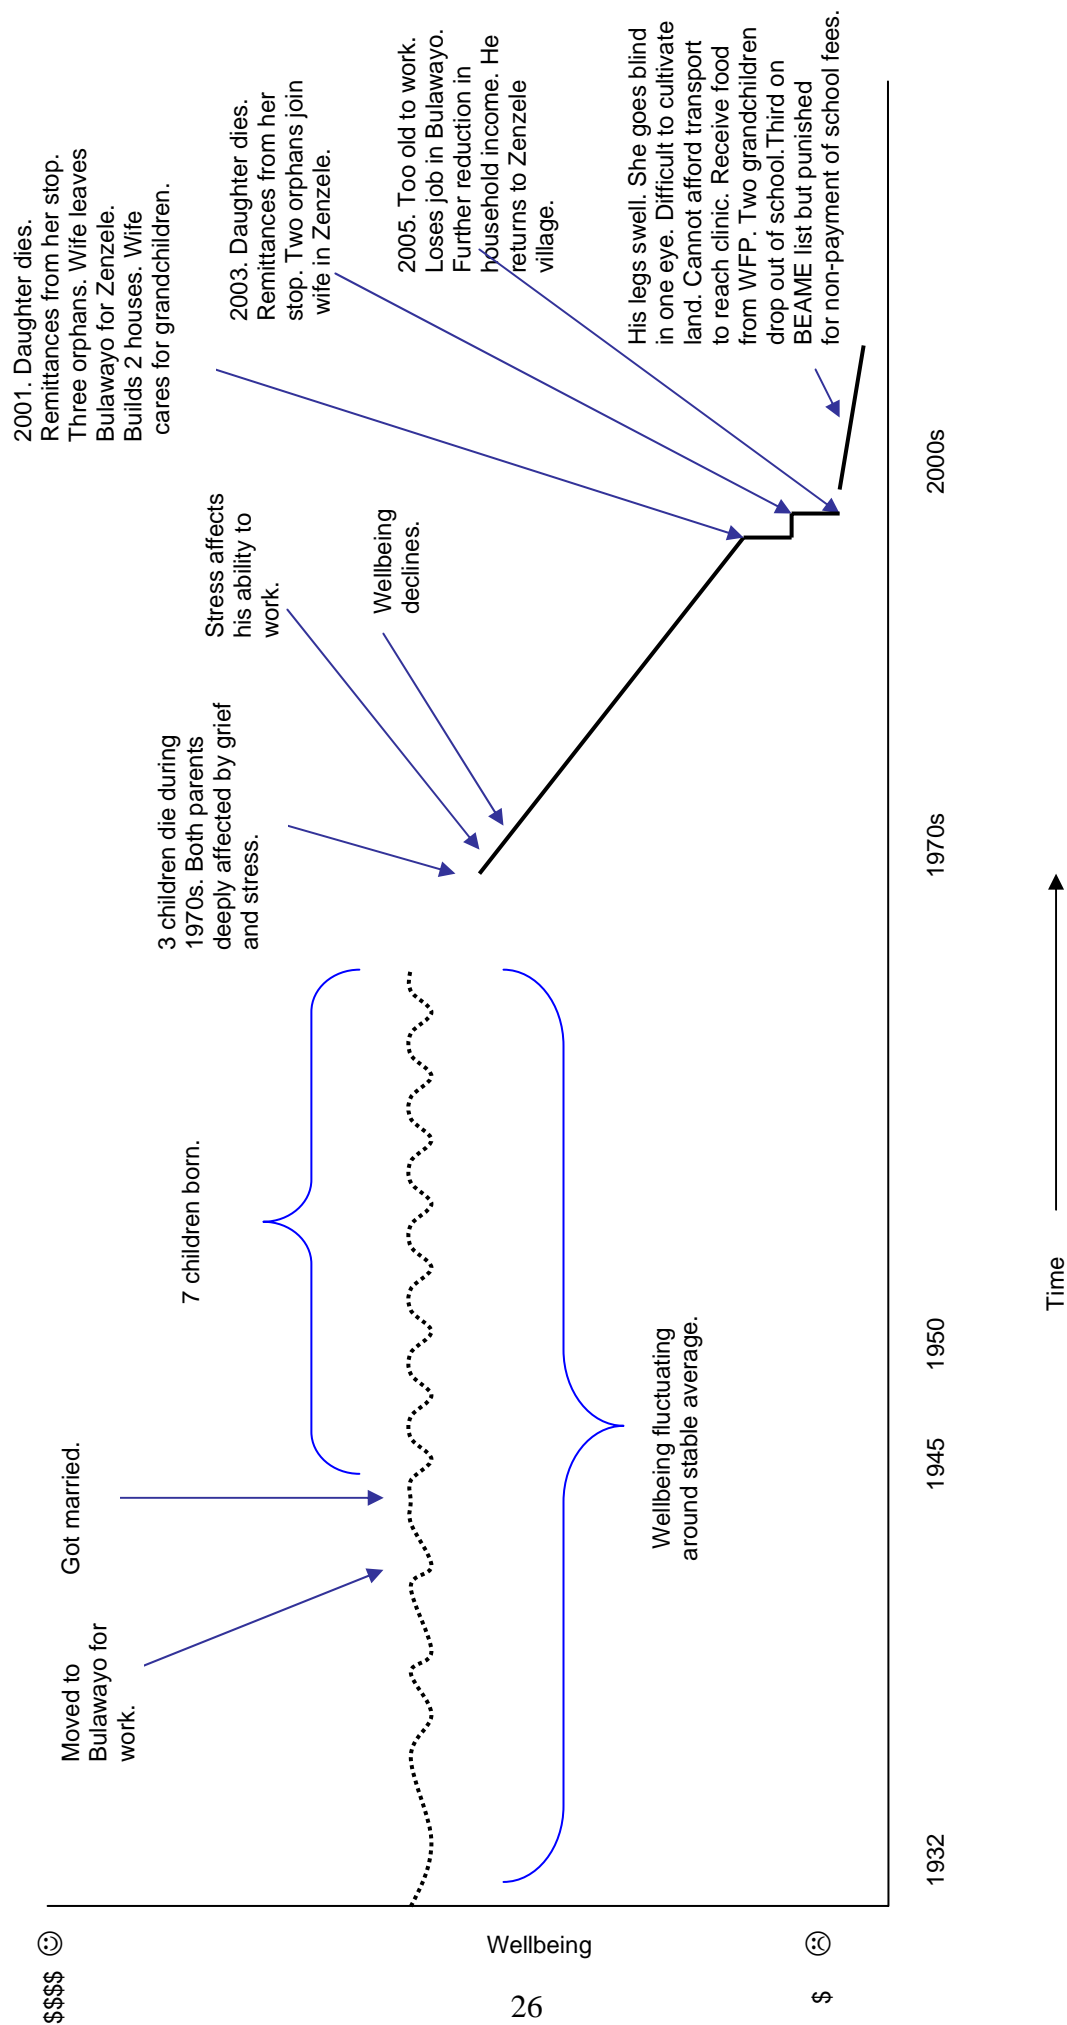 $$$$ ☺
Wellbeing
$ ☹
Moved to
Bulawayo for
work.
Got married.
7 children born.
Wellbeing fluctuating
around stable average.
3 children die during
1970s. Both parents
deeply affected by grief
and stress.
Stress affects
his ability to
work.
Wellbeing
declines.
2001. Daughter dies.
Remittances from her stop.
Three orphans. Wife leaves
Bulawayo for Zenzele.
Builds 2 houses. Wife
cares for grandchildren.
2003. Daughter dies.
Remittances from her
stop. Two orphans join
wife in Zenzele.
2005. Too old to work.
Loses job in Bulawayo.
Further reduction in
household income. He
returns to Zenzele
village.
His legs swell. She goes blind
in one eye. Difficult to cultivate
land. Cannot afford transport
to reach clinic. Receive food
from WFP. Two grandchildren
drop out of school.Third on
BEAME list but punished
for non-payment of school fees.
1932
1945
1950
1970s
2000s
Time
26